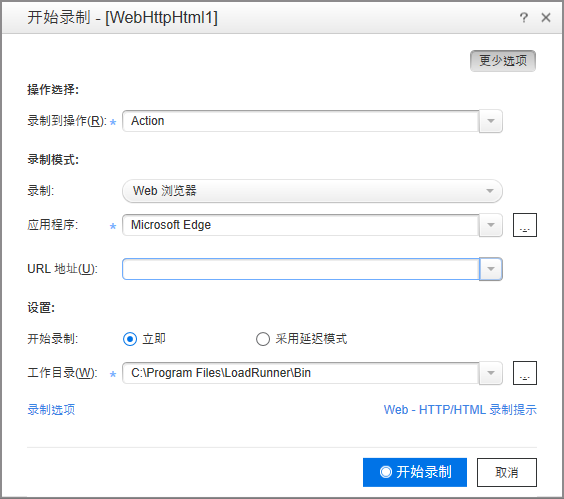 开始录制 - [WebHttpHtml1]
更少选项
操作选择:
录制到操作(R): * Action
录制模式:
录制: Web 浏览器
应用程序: * Microsoft Edge ...
URL 地址(U):
设置:
开始录制: 立即 采用延迟模式
工作目录(W): * C:\Program Files\LoadRunner\Bin ...
录制选项 Web - HTTP/HTML 录制提示
开始录制 取消